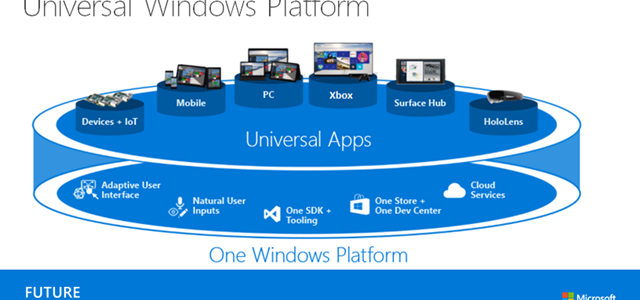 Universal Windows Platform
Devices + IoT
Mobile
PC
Xbox
Surface Hub
HoloLens
Universal Apps
Adaptive User
Interface
Natural User
Inputs
One SDK +
Tooling
One Store +
One Dev Center
Cloud
Services
One Windows Platform
FUTURE
Microsoft